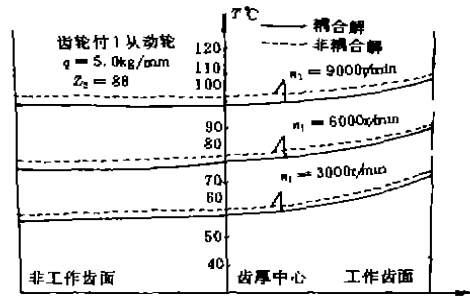 T℃
耦合解
非耦合解
齿轮付1从动轮
q = 5.0kg/mm
Z₂ = 88
120
110
100
90
80
70
60
50
40
n₁ = 9000r/min
n₁ = 6000r/min
n₁ = 3000r/min
非工作齿面
齿厚中心
工作齿面